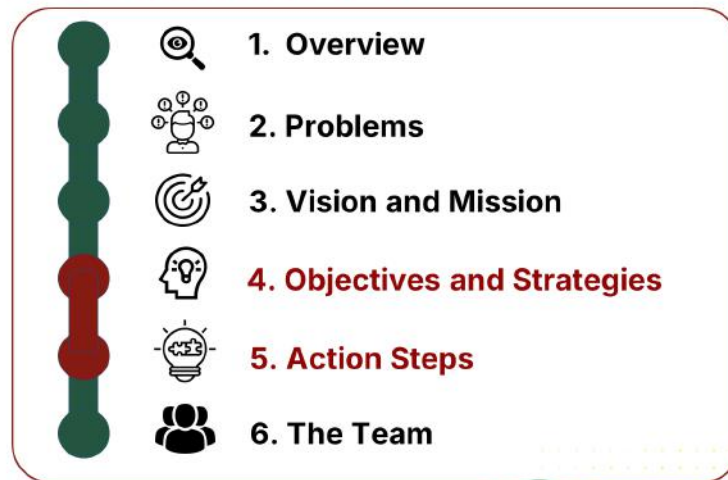 1. Overview
2. Problems
3. Vision and Mission
4. Objectives and Strategies
5. Action Steps
6. The Team